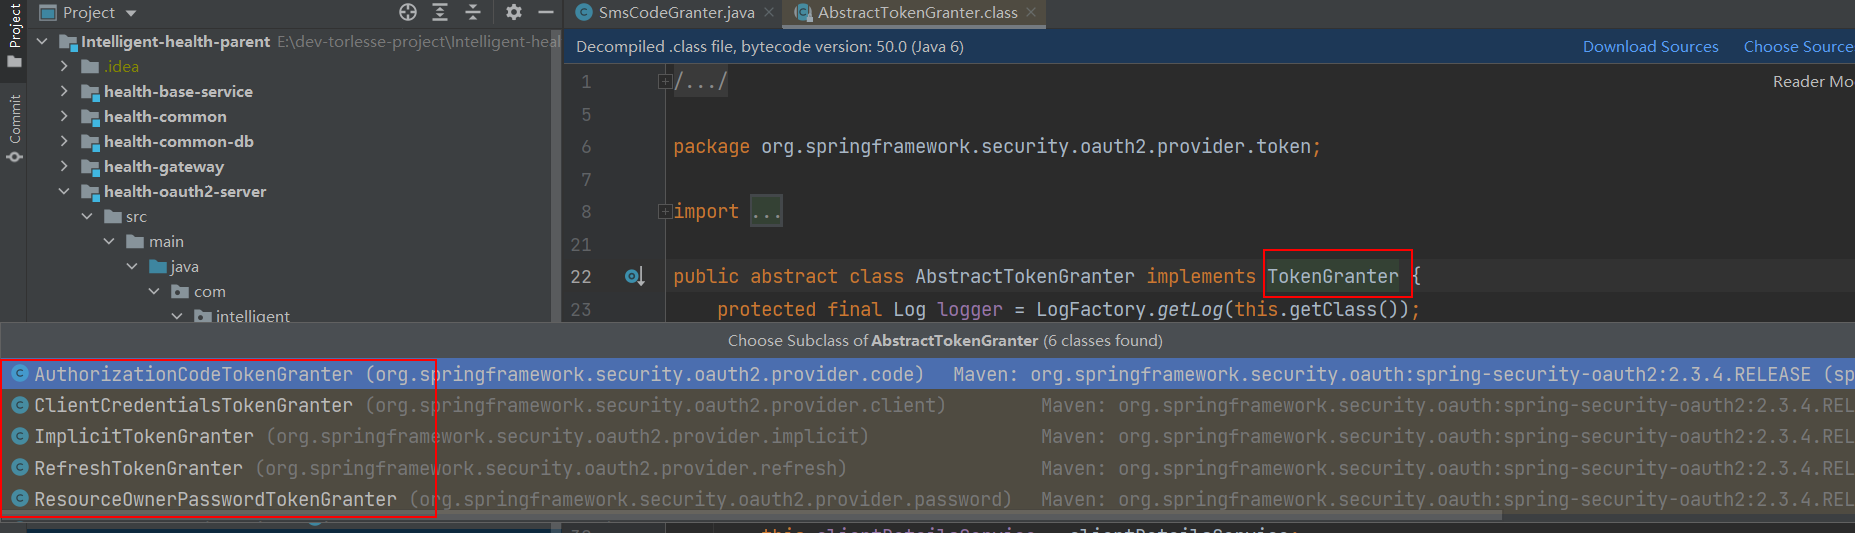 Project
Commit
Project
Intelligent-health-parent E:\dev-torlesse-project\Intelligent-heal
.idea
health-base-service
health-common
health-common-db
health-gateway
health-oauth2-server
src
main
java
com
intelligent
SmsCodeGranter.java
AbstractTokenGranter.class
Decompiled .class file, bytecode version: 50.0 (Java 6)
Download Sources
Choose Source
Reader Mo
1 /.../
5
6 package org.springframework.security.oauth2.provider.token;
7
8 import ...
21
22 public abstract class AbstractTokenGranter implements TokenGranter {
23 protected final Log logger = LogFactory.getLog(this.getClass());
Choose Subclass of AbstractTokenGranter (6 classes found)
AuthorizationCodeTokenGranter (org.springframework.security.oauth2.provider.code) Maven: org.springframework.security.oauth:spring-security-oauth2:2.3.4.RELEASE (sp
ClientCredentialsTokenGranter (org.springframework.security.oauth2.provider.client) Maven: org.springframework.security.oauth:spring-security-oauth2:2.3.4.REL
ImplicitTokenGranter (org.springframework.security.oauth2.provider.implicit) Maven: org.springframework.security.oauth:spring-security-oauth2:2.3.4.REL
RefreshTokenGranter (org.springframework.security.oauth2.provider.refresh) Maven: org.springframework.security.oauth:spring-security-oauth2:2.3.4.REL
ResourceOwnerPasswordTokenGranter (org.springframework.security.oauth2.provider.password) Maven: org.springframework.security.oauth:spring-security-oauth2:2.3.4.REL
this.clientDetailsService = clientDetailsService;